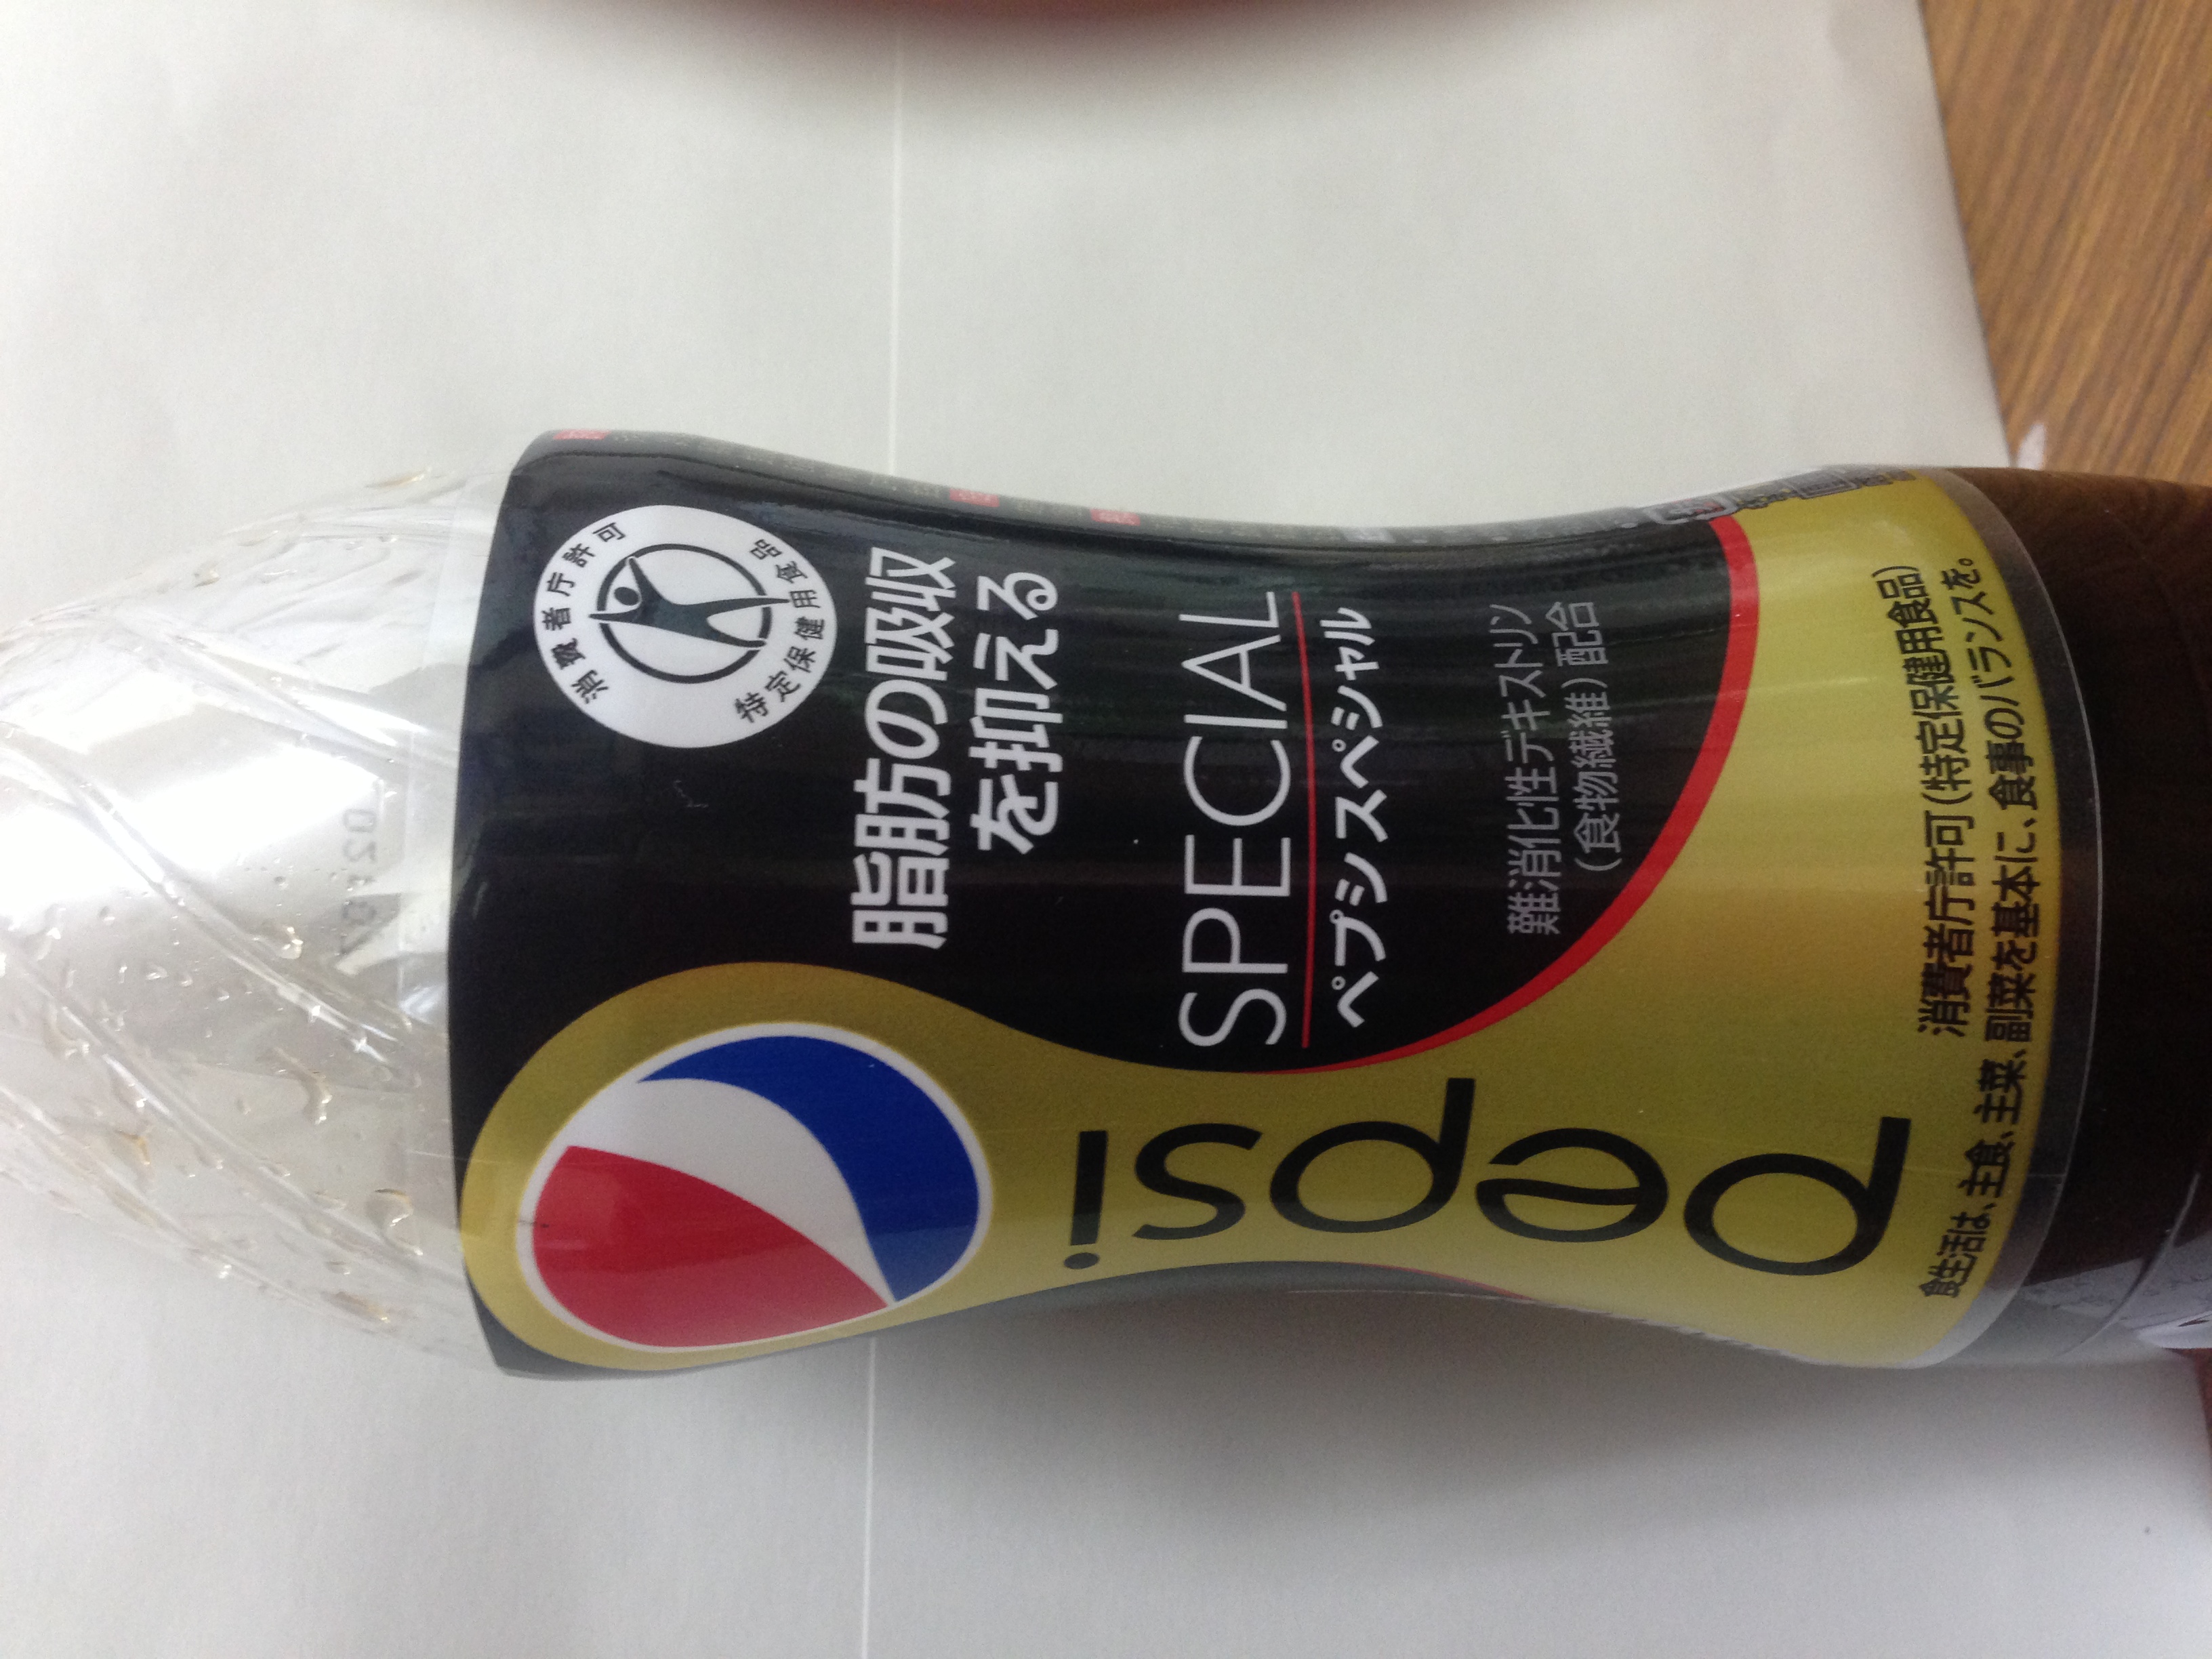 消費者庁許可
特定保健用食品
脂肪の吸収
を抑える
SPECIAL
ペプシスペシャル
難消化性デキストリン
(食物繊維)配合
pepsi
消費者庁許可(特定保健用食品)
食生活は、主食、主菜、副菜を基本に、食事のバランスを。